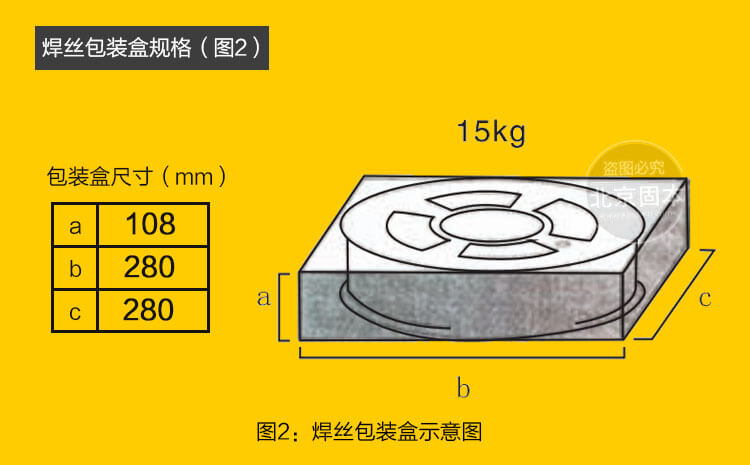 焊丝包装盒规格（图2）
15kg
盗图必究
北京固本
包装盒尺寸（mm）
a 108
b 280
c 280
a
c
b
图2：焊丝包装盒示意图